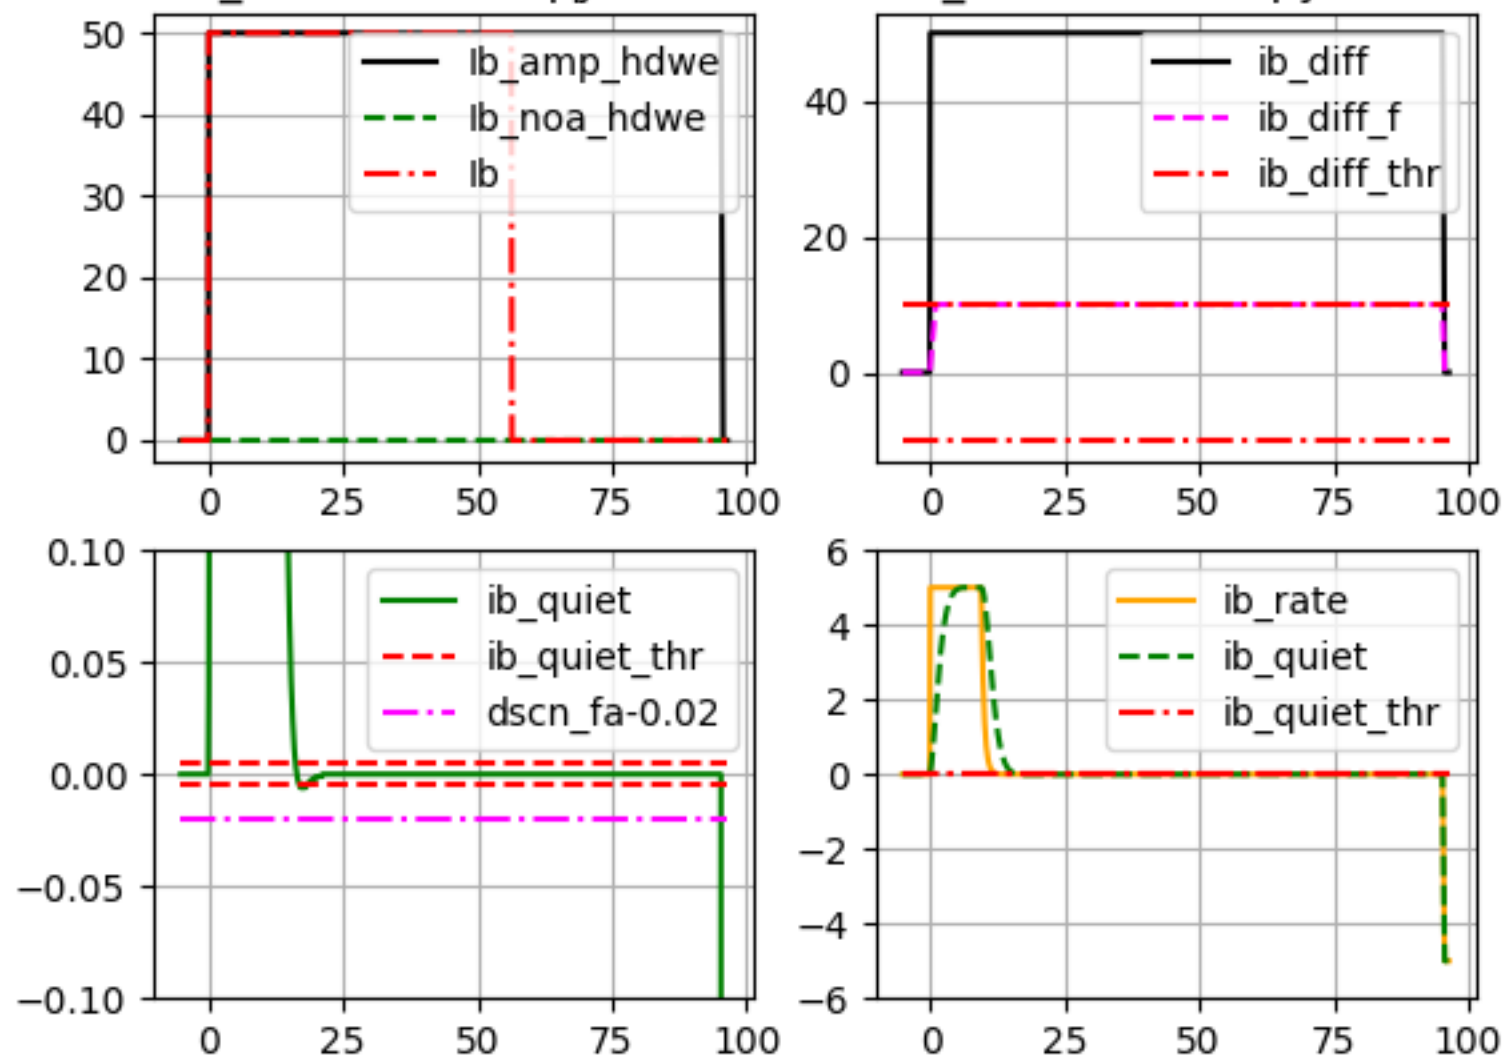 50
40
30
20
10
0
Ib_amp_hdwe
Ib_noa_hdwe
Ib
0 25 50 75 100
40
20
0
ib_diff
ib_diff_f
ib_diff_thr
0 25 50 75 100
0.10
0.05
0.00
−0.05
−0.10
ib_quiet
ib_quiet_thr
dscn_fa-0.02
0 25 50 75 100
6
4
2
0
−2
−4
−6
ib_rate
ib_quiet
ib_quiet_thr
0 25 50 75 100